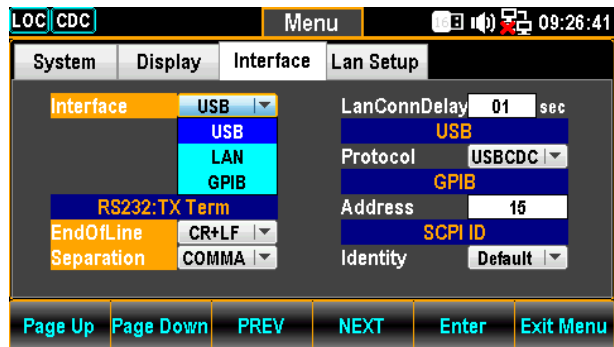 LOC CDC Menu 16 09:26:41
System Display Interface Lan Setup
Interface USB LanConnDelay 01 sec
USB USB
LAN Protocol USBCDC
GPIB GPIB
RS232:TX Term Address 15
EndOfLine CR+LF SCPI ID
Separation COMMA Identity Default
Page Up Page Down PREV NEXT Enter Exit Menu